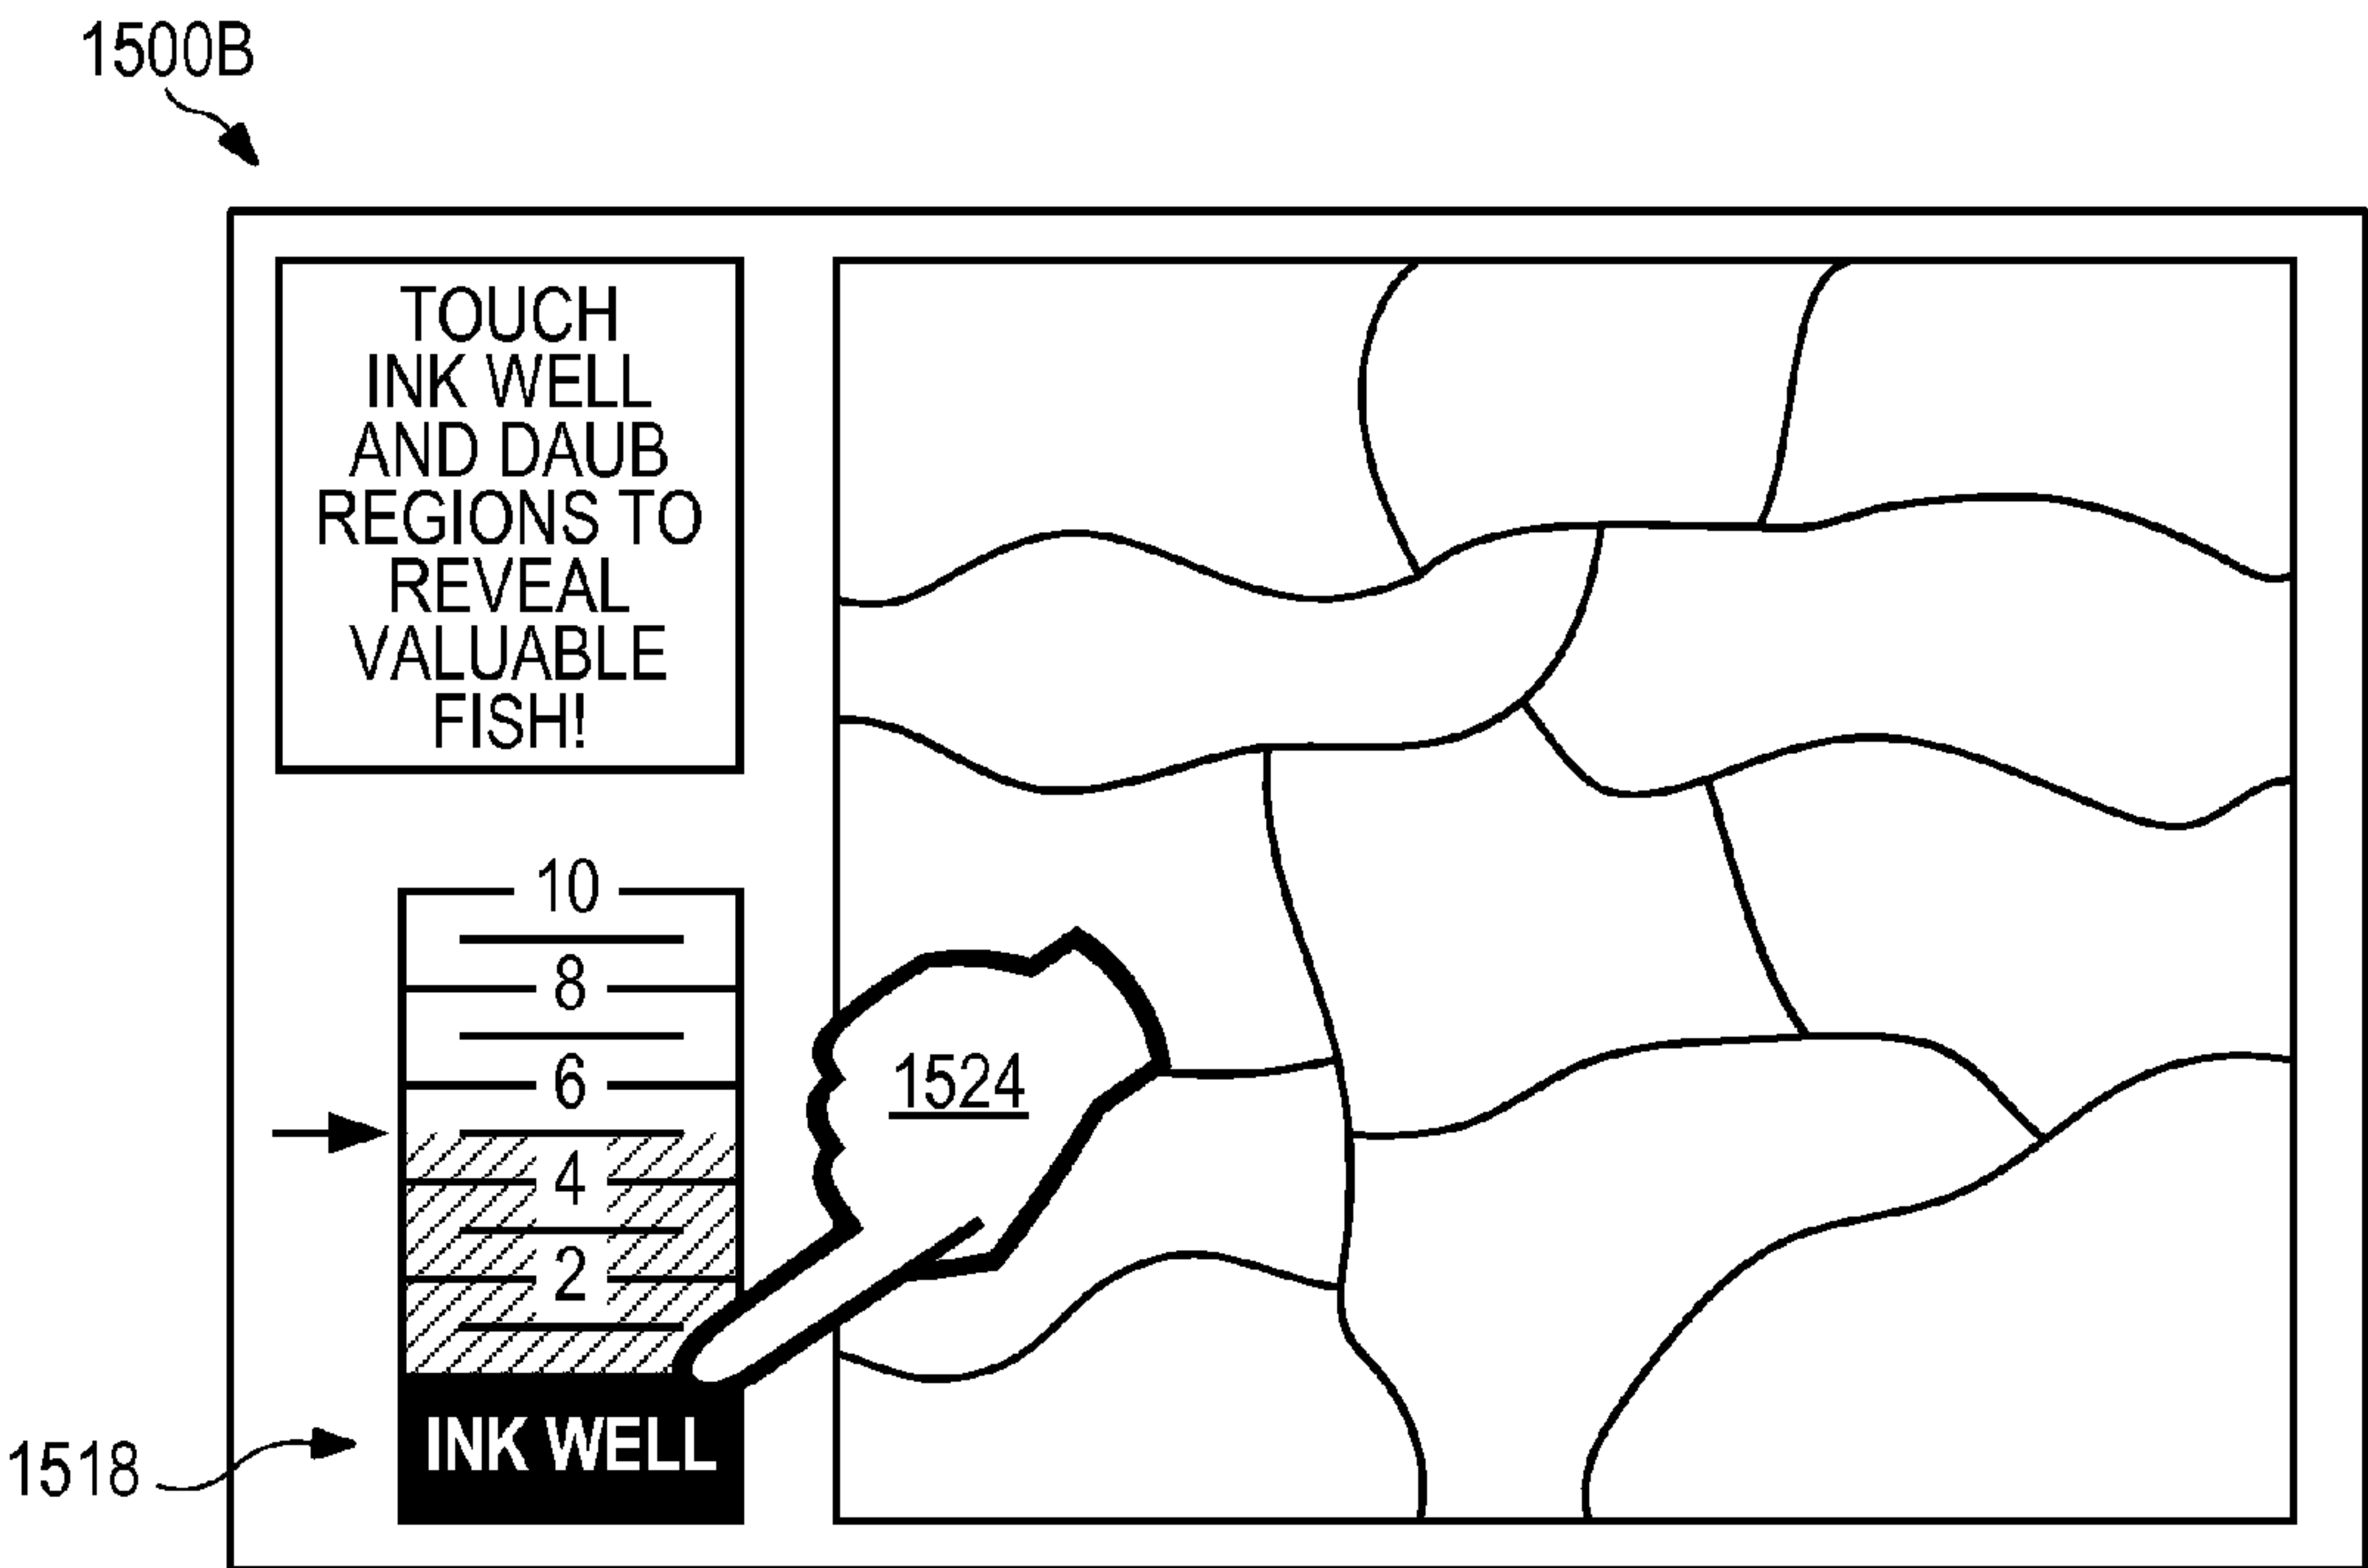 1500B
TOUCH
INK WELL
AND DAUB
REGIONS TO
REVEAL
VALUABLE
FISH!
10
8
6
4
2
1524
INK WELL
1518